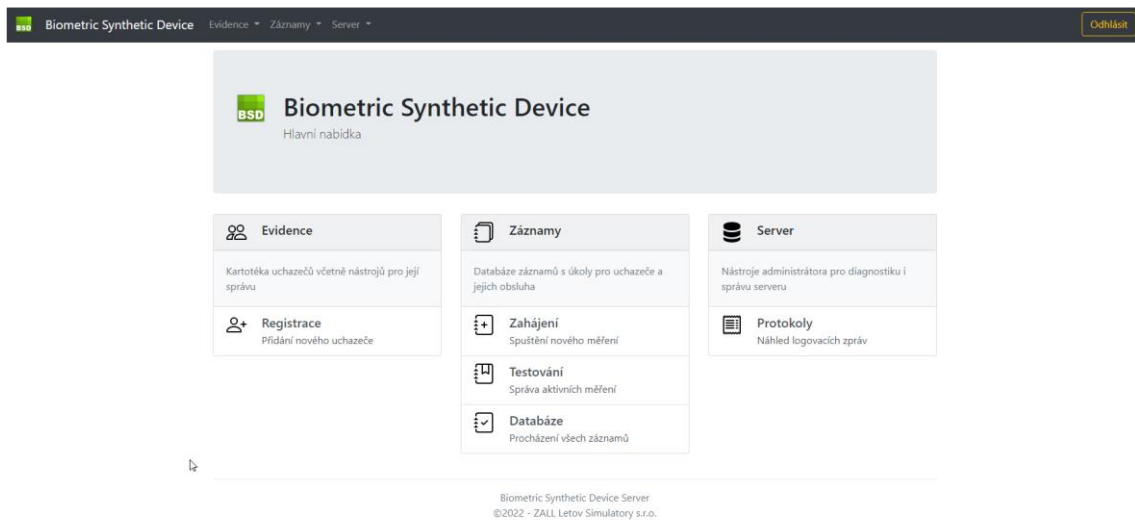 BSD Biometric Synthetic Device Evidence Záznamy Server Odhlásit
BSD
Biometric Synthetic Device
Hlavní nabídka
Evidence
Kartotéka uchazečů včetně nástrojů pro její
správu
Registrace
Přidání nového uchazeče
Záznamy
Databáze záznamů s úkoly pro uchazeče a
jejich obsluha
Zahájení
Spuštění nového měření
Testování
Správa aktivních měření
Databáze
Procházení všech záznamů
Server
Nástroje administrátora pro diagnostiku i
správu serveru
Protokoly
Náhled logovacích zpráv
Biometric Synthetic Device Server
©2022 - ZALL Letov Simulatory s.r.o.